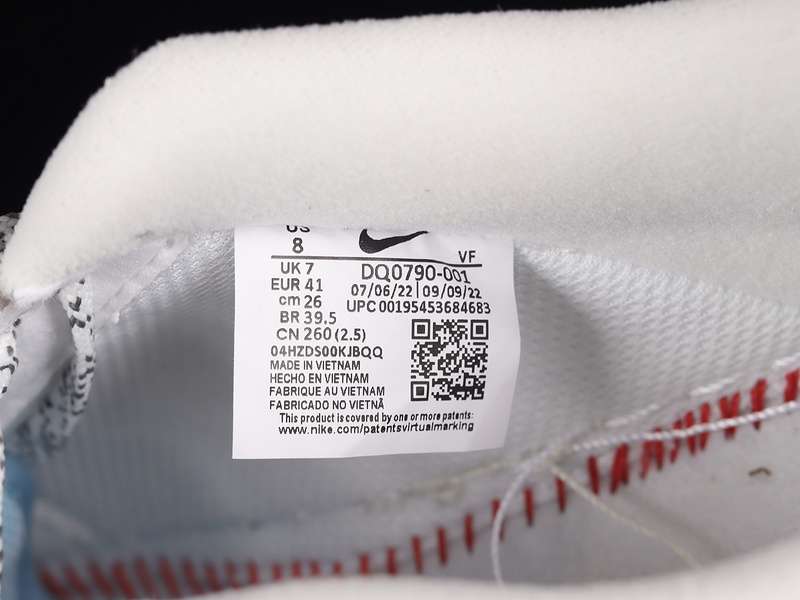 US
8
VF
UK 7
DQ0790-001
EUR 41
07/06/22 | 09/09/22
cm 26
UPC 00195453684683
BR 39.5
CN 260 (2.5)
04HZDS00KJBQQ
MADE IN VIETNAM
HECHO EN VIETNAM
FABRIQUE AU VIETNAM
FABRICADO NO VIETNÃ
This product is covered by one or more patents:
www.nike.com/patentsvirtualmarking